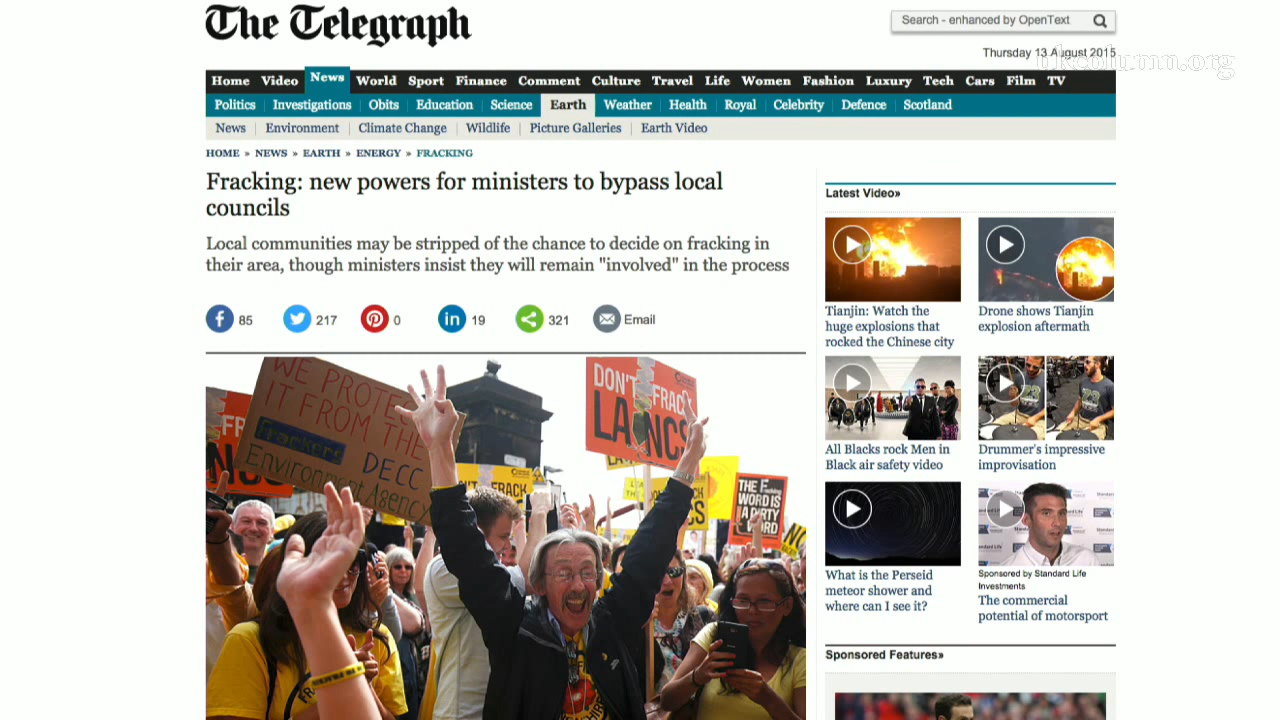 The Telegraph
Search - enhanced by OpenText
Thursday 13 August 2015
ukcolumn.org
Home Video News World Sport Finance Comment Culture Travel Life Women Fashion Luxury Tech Cars Film TV
Politics Investigations Obits Education Science Earth Weather Health Royal Celebrity Defence Scotland
News Environment Climate Change Wildlife Picture Galleries Earth Video
HOME » NEWS » EARTH » ENERGY » FRACKING
Fracking: new powers for ministers to bypass local
councils
Local communities may be stripped of the chance to decide on fracking in
their area, though ministers insist they will remain "involved" in the process
85 217 0 in 19 321 Email
WE PROTEC
IT FROM THE
Frackers DECC
Environment Agency
DON'T FRACK
LANCS
FRACK
THE F
WORD IS
A DIRTY
WORD
NO
Latest Video»
Tianjin: Watch the
huge explosions that
rocked the Chinese city
Drone shows Tianjin
explosion aftermath
All Blacks rock Men in
Black air safety video
Drummer's impressive
improvisation
What is the Perseid
meteor shower and
where can I see it?
Standard Life
Sponsored by Standard Life
Investments
The commercial
potential of motorsport
Sponsored Features»